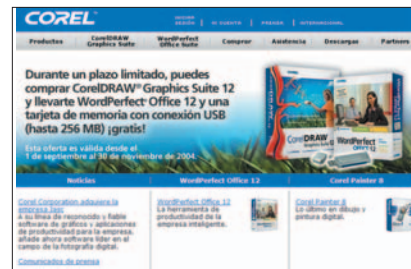 COREL
INICIAR SESIÓN | MI CUENTA | PRENSA | INTERNACIONAL
Productos CorelDRAW Graphics Suite WordPerfect Office Suite Comprar Asistencia Descargas Partners
Durante un plazo limitado, puedes
comprar CorelDRAW® Graphics Suite 12
y llevarte WordPerfect® Office 12 y una
tarjeta de memoria con conexión USB
(hasta 256 MB) ¡gratis!
Esta oferta es válida desde el
1 de septiembre al 30 de noviembre de 2004.
CorelDRAW
WordPerfect
Noticias
Corel Corporation adquiere la
empresa Jasc
A su línea de reconocido y fiable
software de gráficos y aplicaciones
de productividad para la empresa,
añade ahora software líder en el
campo de la fotografía digital.
Comunicados de prensa
WordPerfect Office 12
WordPerfect Office 12
La herramienta de
productividad de la
empresa inteligente.
Corel Painter 8
Corel Painter 8
Lo último en dibujo y
pintura digital.